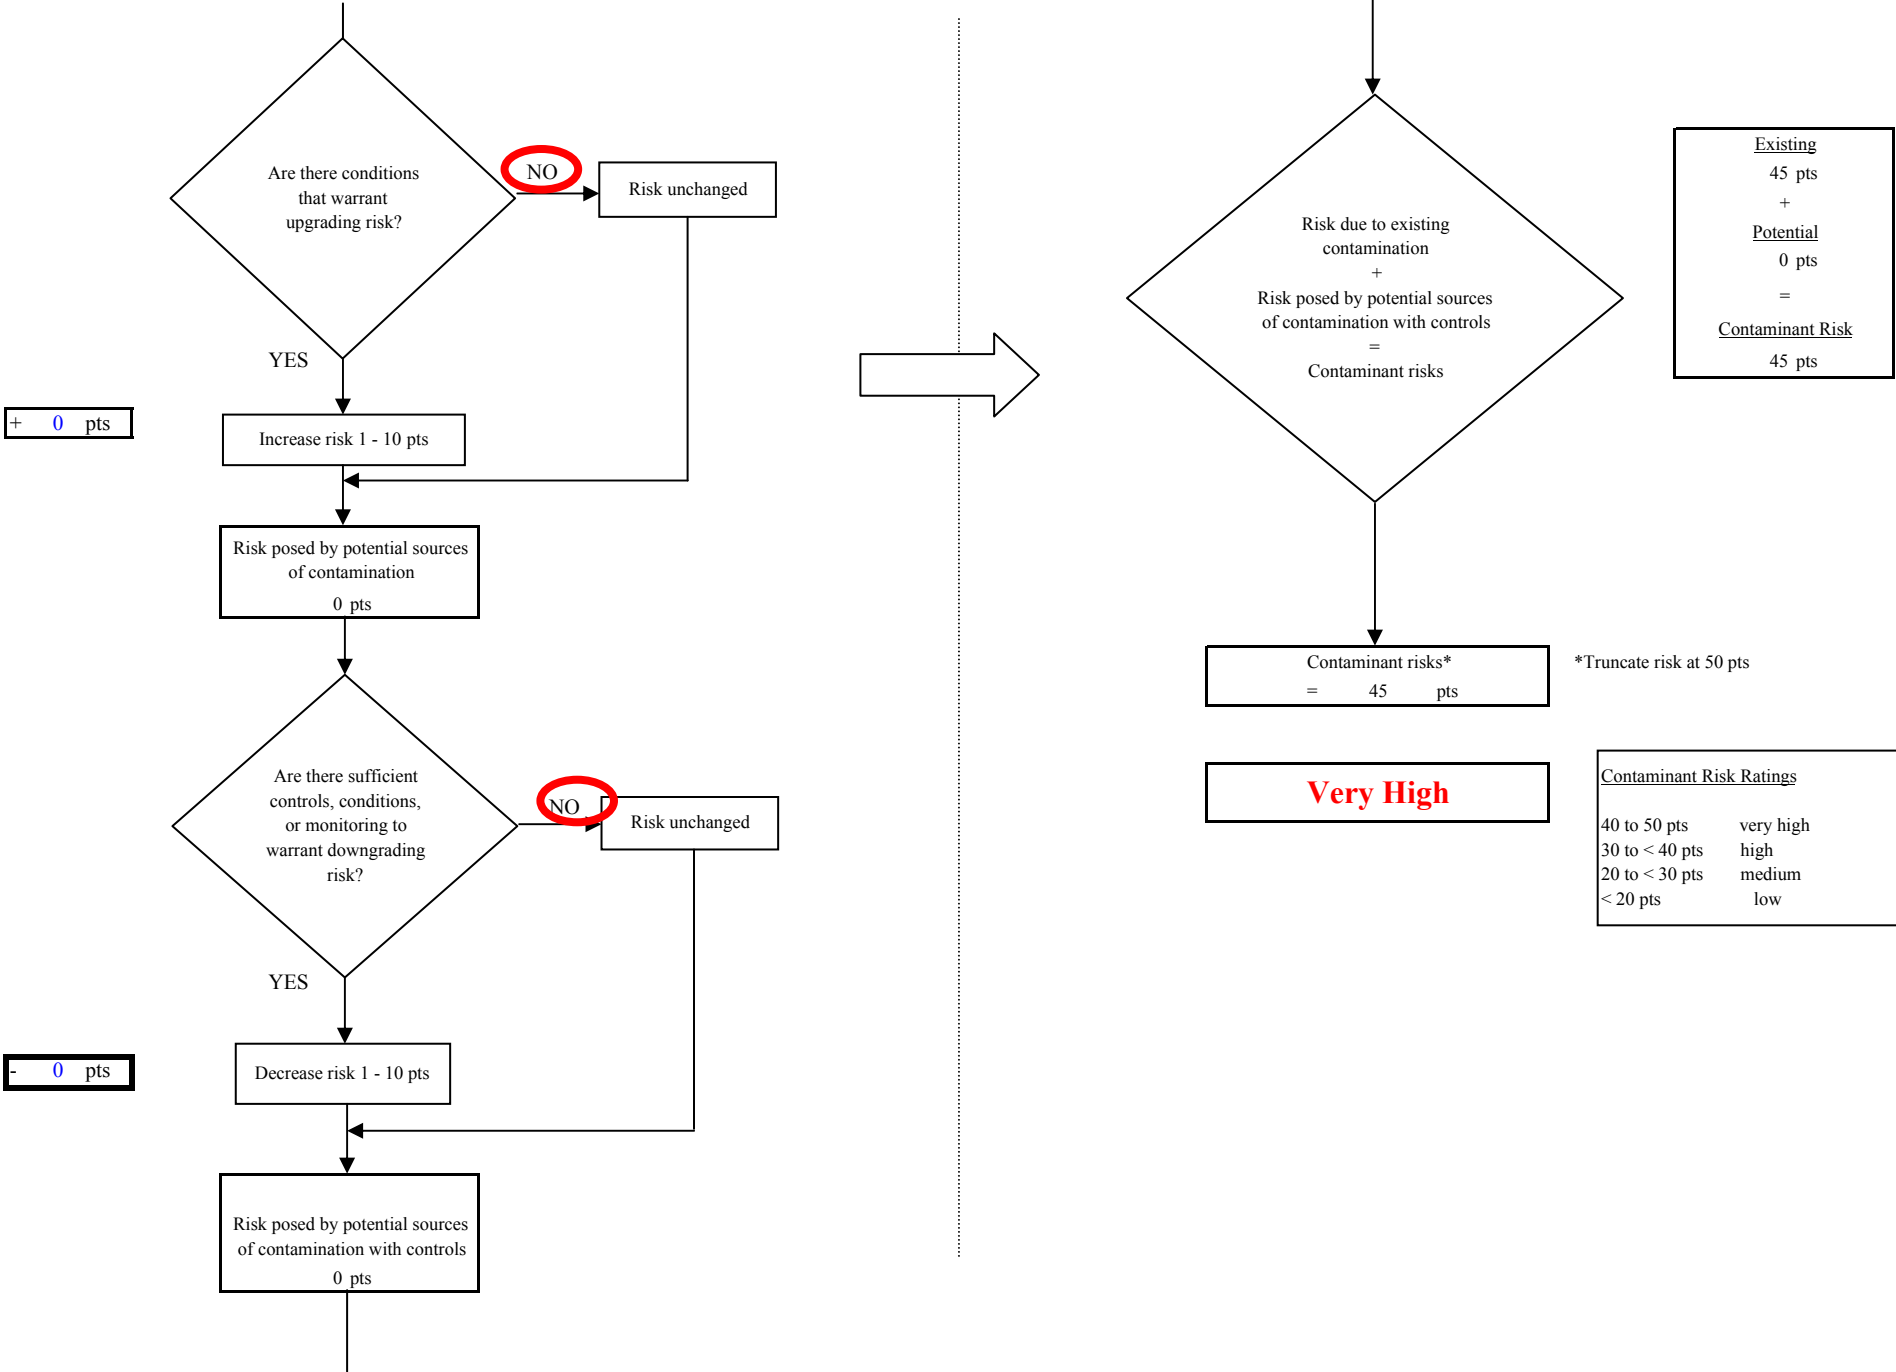 Are there conditions
that warrant
upgrading risk?
NO
Risk unchanged
YES
+ 0 pts
Increase risk 1 - 10 pts
Risk posed by potential sources
of contamination
0 pts
Are there sufficient
controls, conditions,
or monitoring to
warrant downgrading
risk?
NO
Risk unchanged
YES
- 0 pts
Decrease risk 1 - 10 pts
Risk posed by potential sources
of contamination with controls
0 pts
Risk due to existing
contamination
+
Risk posed by potential sources
of contamination with controls
=
Contaminant risks
Existing
45 pts
+
Potential
0 pts
=
Contaminant Risk
45 pts
Contaminant risks*
= 45 pts
*Truncate risk at 50 pts
Very High
Contaminant Risk Ratings
40 to 50 pts very high
30 to < 40 pts high
20 to < 30 pts medium
< 20 pts low